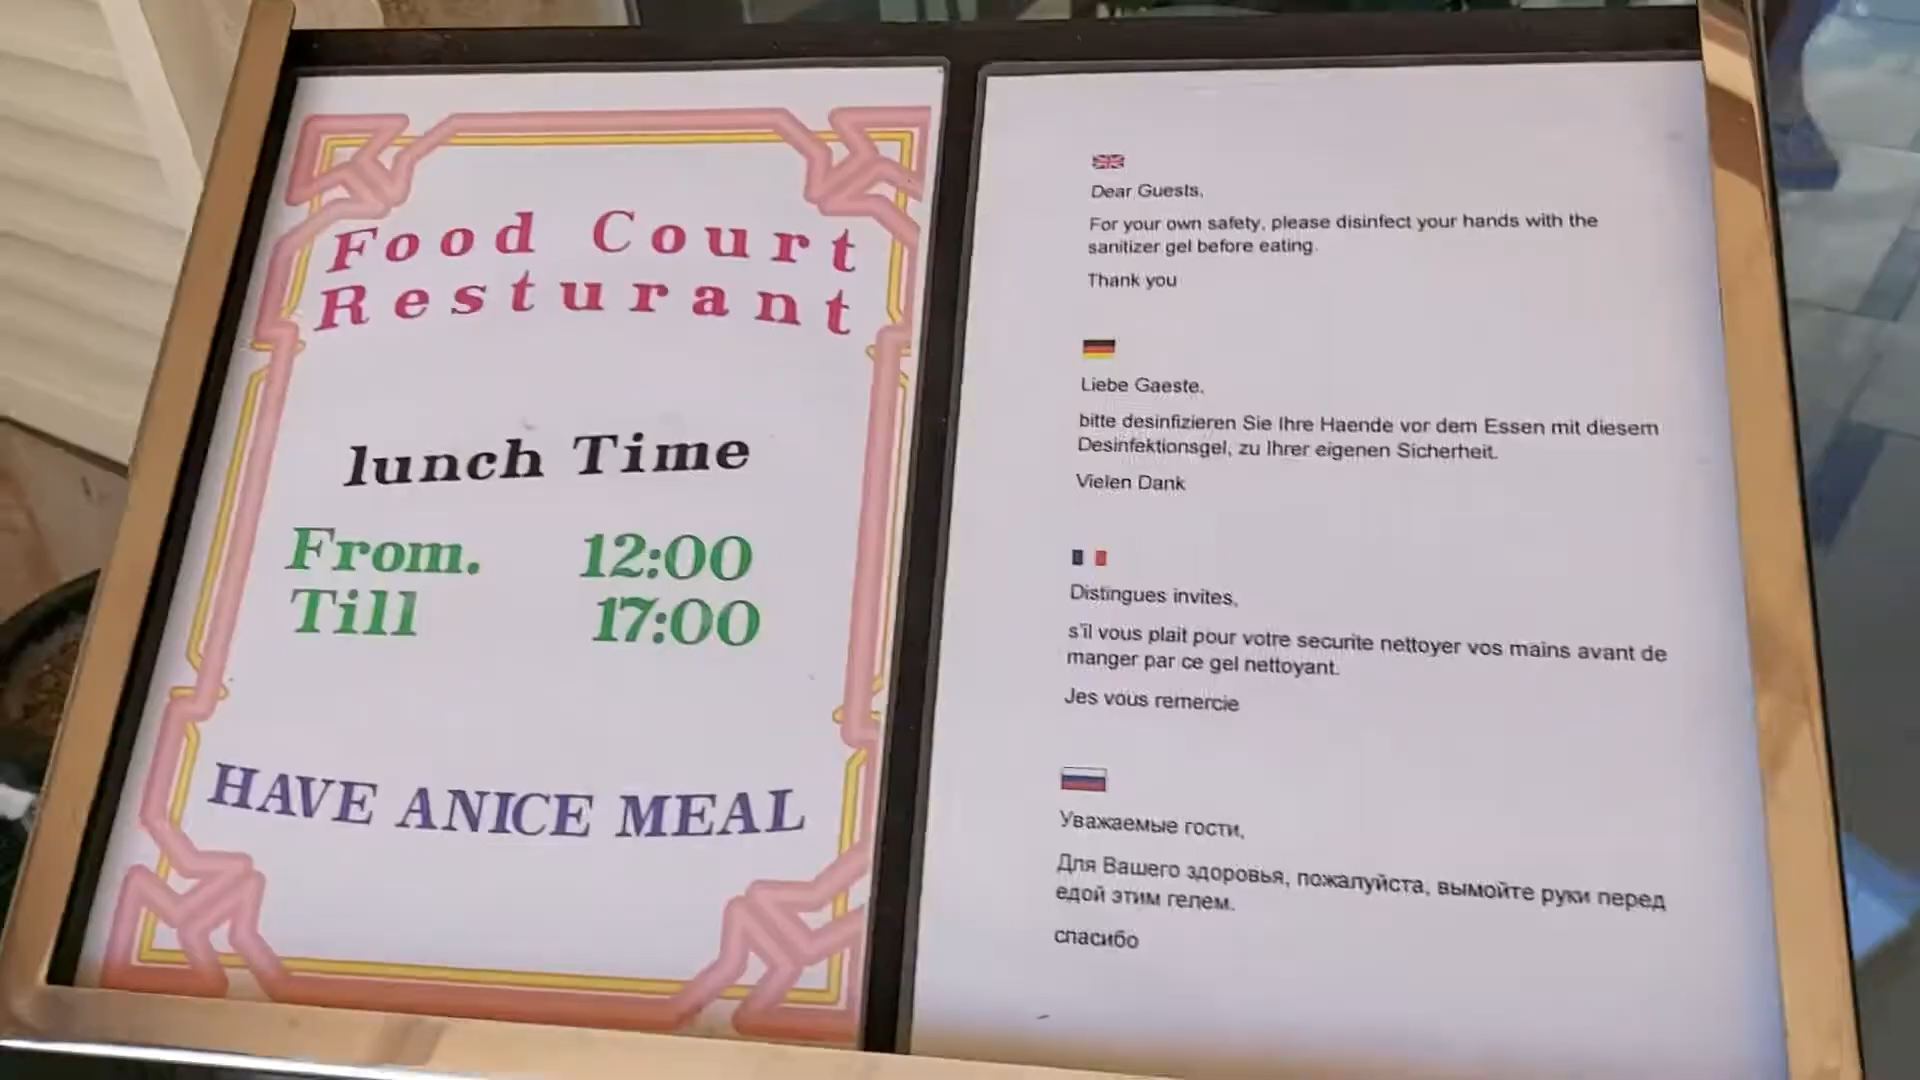 Food Court
Resturant
lunch Time
From. 12:00
Till 17:00
HAVE ANICE MEAL
Dear Guests,
For your own safety, please disinfect your hands with the
sanitizer gel before eating.
Thank you
Liebe Gaeste,
bitte desinfizieren Sie Ihre Haende vor dem Essen mit diesem
Desinfektionsgel, zu Ihrer eigenen Sicherheit.
Vielen Dank
Distingues invites,
s'il vous plait pour votre securite nettoyer vos mains avant de
manger par ce gel nettoyant.
Jes vous remercie
Уважаемые гости,
Для Вашего здоровья, пожалуйста, вымойте руки перед
едой этим гелем.
спасибо